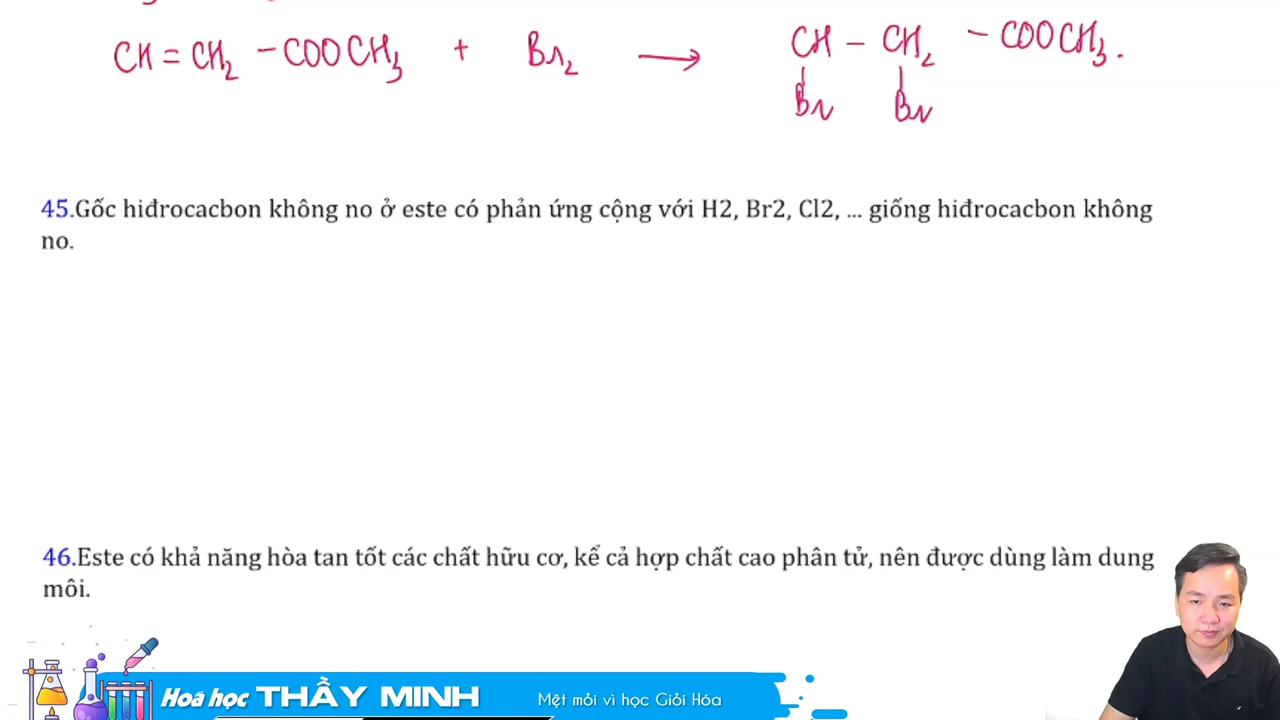 CH = CH2 - COOCH3 + Br2 → CH - CH2 - COOCH3.
Br Br
45.Gốc hiđrocacbon không no ở este có phản ứng cộng với H2, Br2, Cl2, ... giống hiđrocacbon không
no.
46.Este có khả năng hòa tan tốt các chất hữu cơ, kể cả hợp chất cao phân tử, nên được dùng làm dung
môi.
Hoá học THẦY MINH
Mệt mỏi vì học Giỏi Hóa